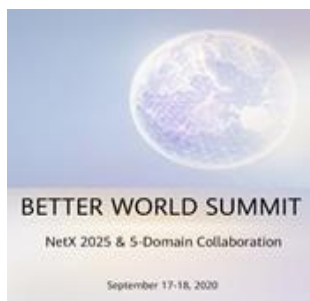 BETTER WORLD SUMMIT
NetX 2025 & 5-Domain Collaboration
September 17-18, 2020